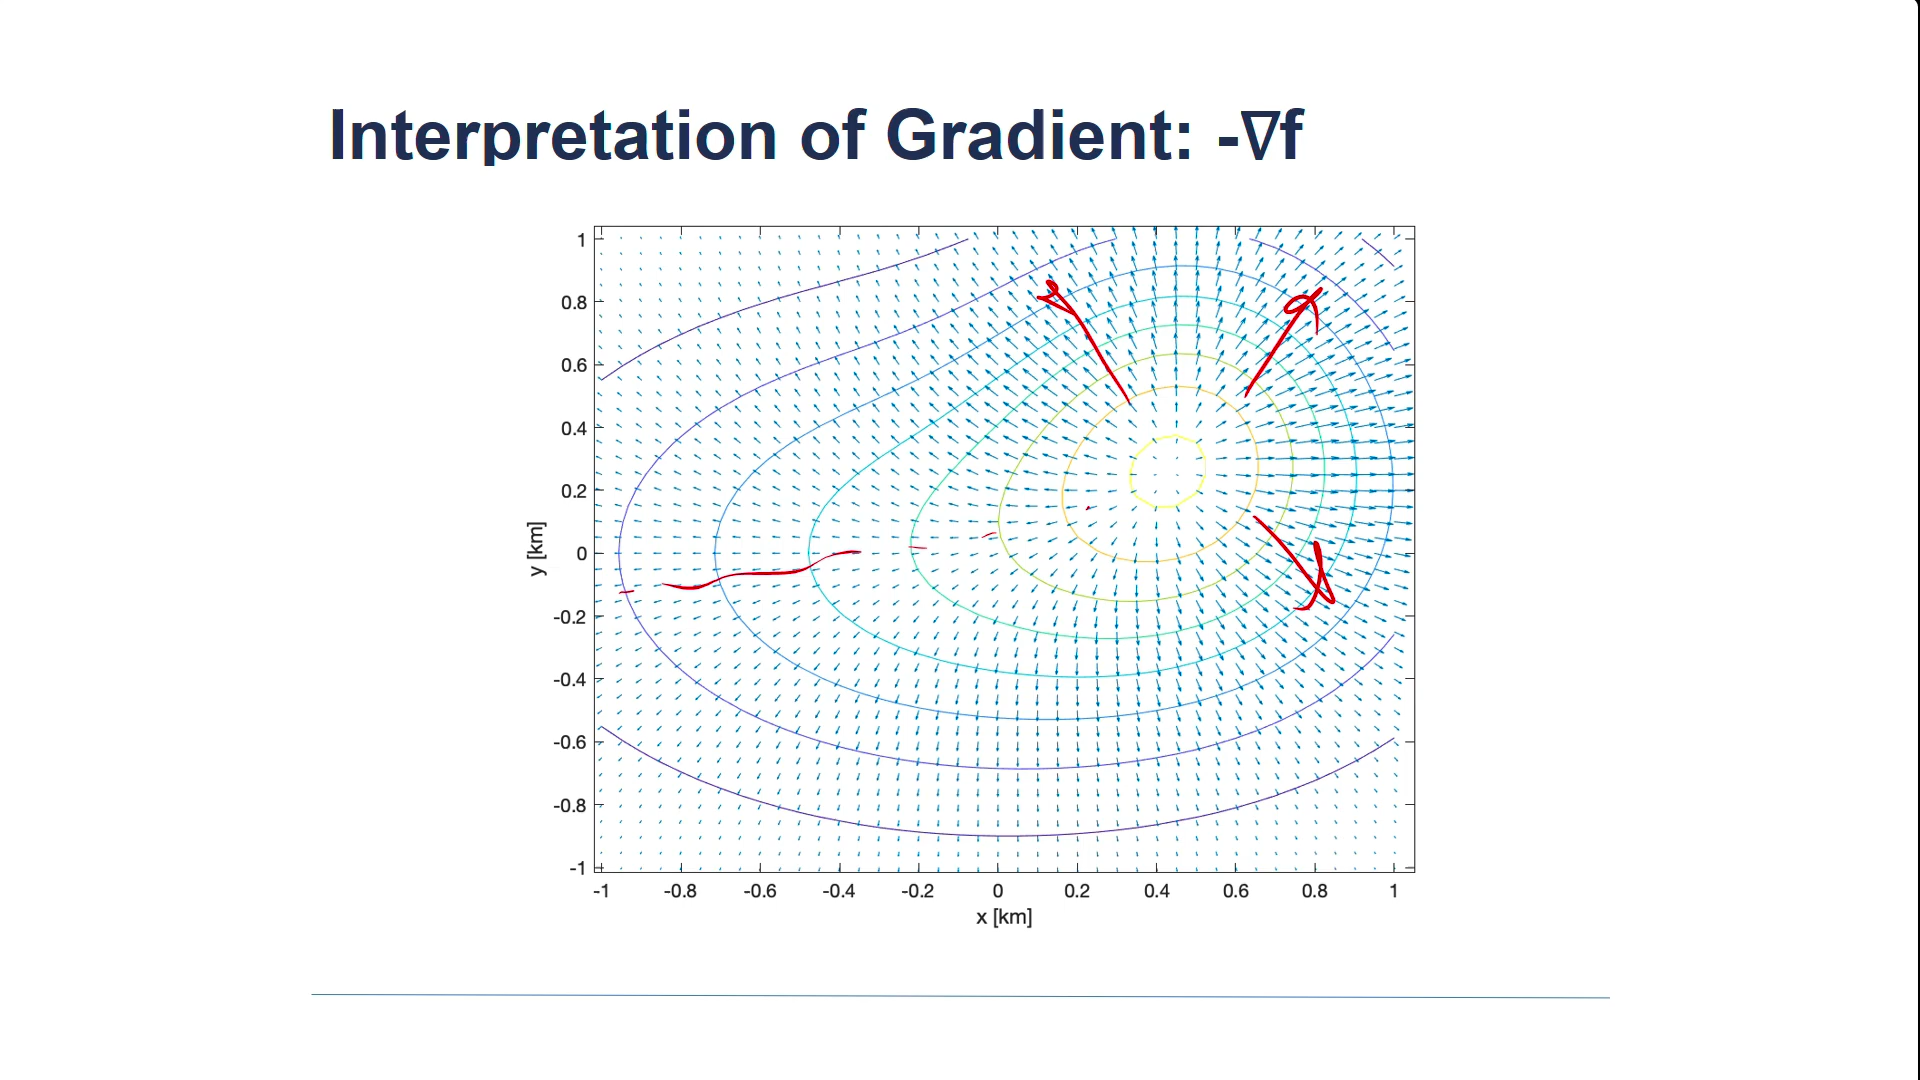 Interpretation of Gradient: -∇f
1
0.8
0.6
0.4
0.2
0
-0.2
-0.4
-0.6
-0.8
-1
y [km]
-1 -0.8 -0.6 -0.4 -0.2 0 0.2 0.4 0.6 0.8 1
x [km]